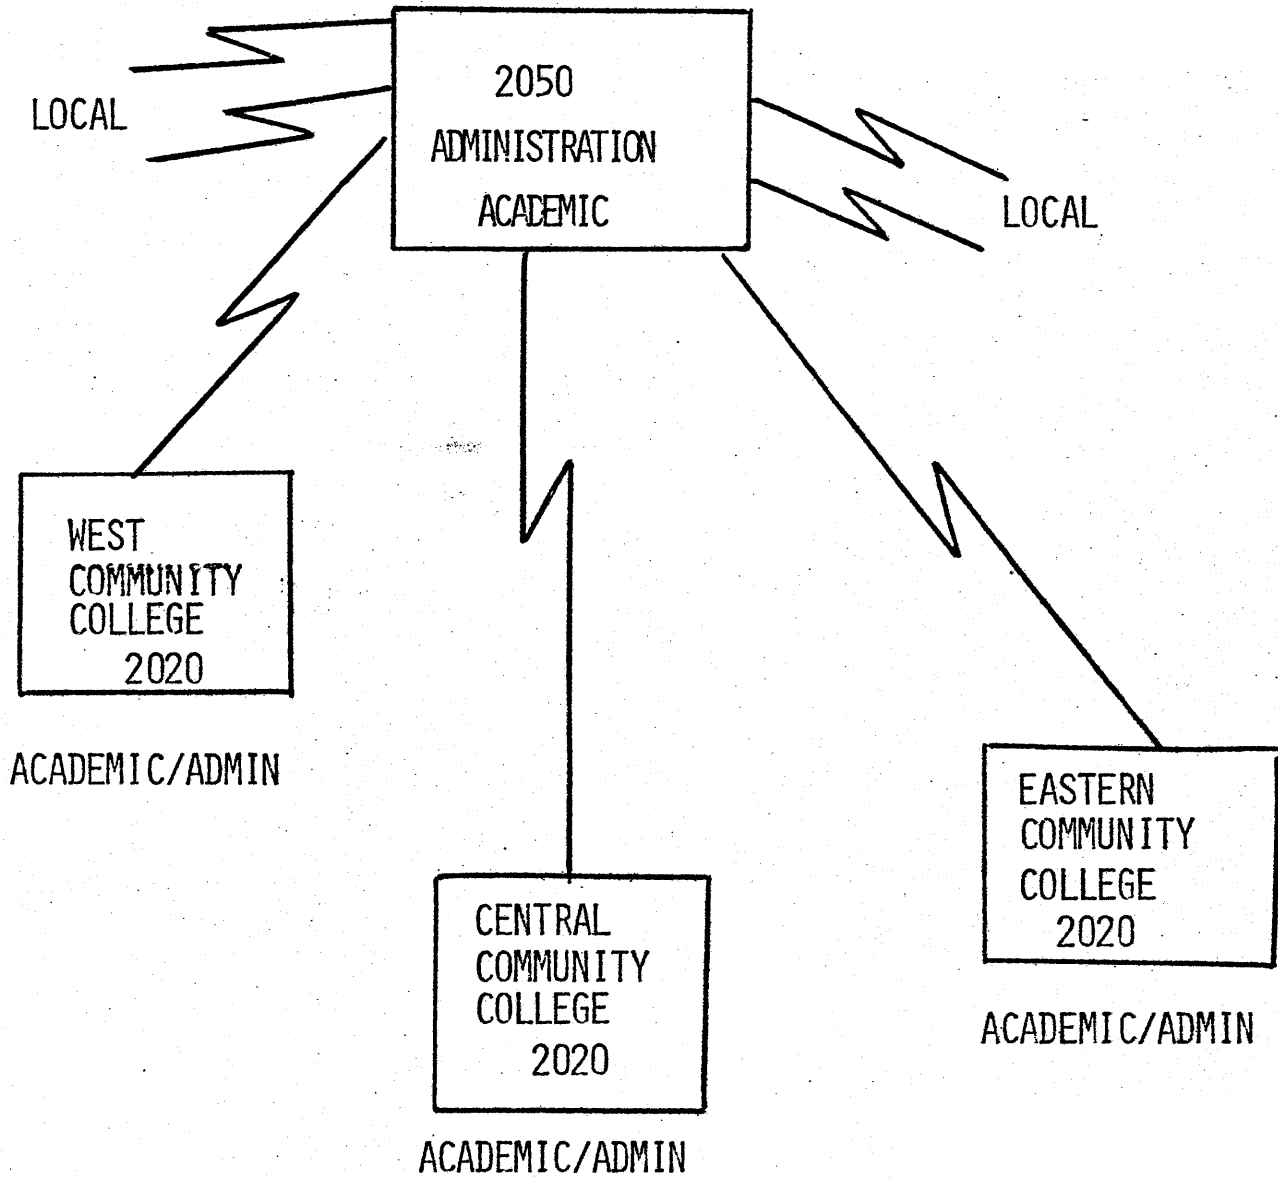 2050
ADMINISTRATION
ACADEMIC
LOCAL
LOCAL
WEST
COMMUNITY
COLLEGE
2020
ACADEMIC/ADMIN
CENTRAL
COMMUNITY
COLLEGE
2020
ACADEMIC/ADMIN
EASTERN
COMMUNITY
COLLEGE
2020
ACADEMIC/ADMIN